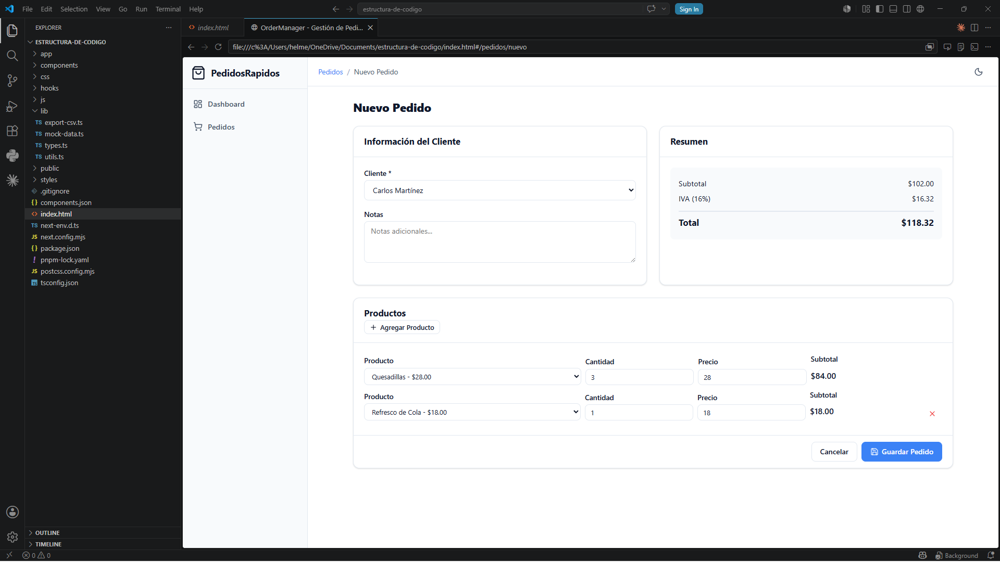 File Edit Selection View Go Run Terminal Help
estructura-de-codigo
Sign In
EXPLORER
ESTRUCTURA-DE-CODIGO
app
components
css
hooks
js
lib
TS export-csv.ts
TS mock-data.ts
TS types.ts
TS utils.ts
public
styles
.gitignore
{} components.json
<> index.html
TS next-env.d.ts
JS next.config.mjs
{} package.json
! pnpm-lock.yaml
JS postcss.config.mjs
TS tsconfig.json
OUTLINE
TIMELINE
<> index.html
OrderManager - Gestión de Pedi...
file:///c%3A/Users/helme/OneDrive/Documents/estructura-de-codigo/index.html#/pedidos/nuevo
PedidosRapidos
Dashboard
Pedidos
Pedidos / Nuevo Pedido
Nuevo Pedido
Información del Cliente
Cliente *
Carlos Martínez
Notas
Notas adicionales...
Resumen
Subtotal $102.00
IVA (16%) $16.32
Total $118.32
Productos
+ Agregar Producto
Producto Cantidad Precio Subtotal
Quesadillas - $28.00 3 28 $84.00
Producto Cantidad Precio Subtotal
Refresco de Cola - $18.00 1 18 $18.00
Cancelar Guardar Pedido
0 0
Background